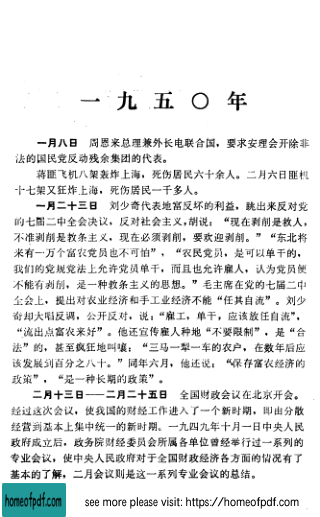 一九五〇年
一月八日　周恩来总理兼外长电联合国，要求安理会开除非
法的国民党反动残余集团的代表。
蒋匪飞机八架轰炸上海，死伤居民六十余人。二月六日匪机
十七架又狂炸上海，死伤居民一千多人。
一月二十三日　刘少奇代表地富反坏的利益，跳出来反对党
的七届二中全会决议，反对社会主义，胡说：“现在剥削是救人，
不准剥削是教条主义，现在必须剥削，要欢迎剥削。”“东北将
来有一万个富农党员也不可怕”，“农民党员，是可以单干的，
我们的党规党法上允许党员单干，而且也允许雇人，认为党员便
不能有剥削，是一种教条主义的思想。”毛主席在党的七届二中
全会上，提出对农业经济和手工业经济不能“任其自流”。刘少
奇却大唱反调，公开反对，说：“雇工，单干，应该放任自流”，
“流出点富农来好”。他还宣传雇人种地“不要限制”，是“合
法”的，甚至疯狂地叫嚷：“三马一犁一车的农户，在数年后应
该发展到百分之八十。”同年六月，他还说：“保存富农经济的
政策”，“是一种长期的政策”。
二月十三日——二月二十五日　全国财政会议在北京开会。
经过这次会议，使我国的财经工作进入了一个新时期，即由分散
经营到基本上集中统一的新时期。一九四九年十月一日中央人民
政府成立后，政务院财经委员会所属各单位曾经举行过一系列的
专业会议，使中央人民政府对于全国财政经济各方面的情况有了
基本的了解，二月会议则是这一系列专业会议的总结。
homeofpdf.com
see more please visit: https://homeofpdf.com